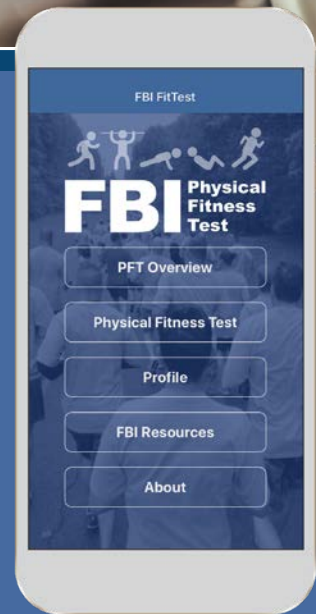 FBI FitTest
FBI Physical
Fitness
Test
PFT Overview
Physical Fitness Test
Profile
FBI Resources
About